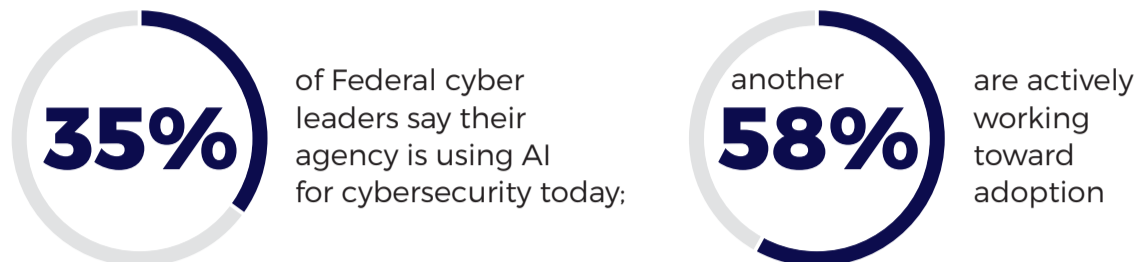 35%
of Federal cyber
leaders say their
agency is using AI
for cybersecurity today;
another
58%
are actively
working
toward
adoption